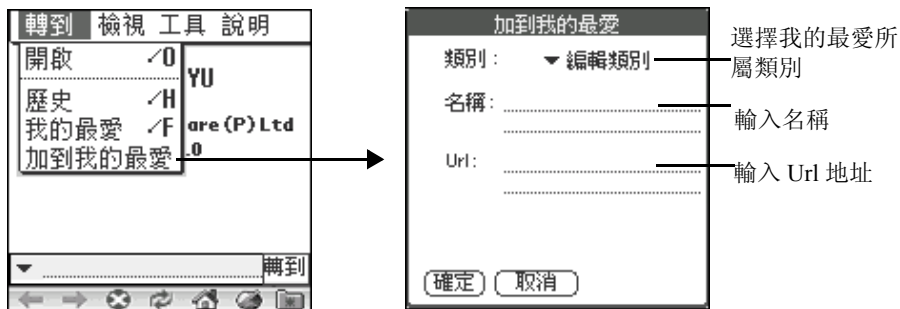 轉到 檢視 工具 說明
開啟 ⁄O
歷史 ⁄H
我的最愛 ⁄F
加到我的最愛
YU
are(P)Ltd
.0
轉到
加到我的最愛
類別: 編輯類別
名稱:
Url:
確定 取消
選擇我的最愛所
屬類別
輸入名稱
輸入 Url 地址